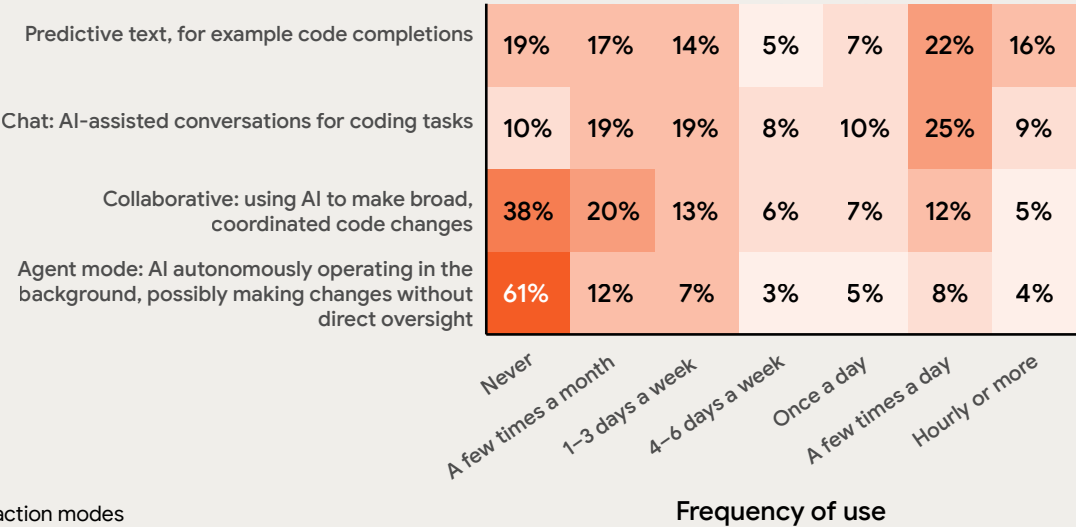 Predictive text, for example code completions
19% 17% 14% 5% 7% 22% 16%
Chat: AI-assisted conversations for coding tasks
10% 19% 19% 8% 10% 25% 9%
Collaborative: using AI to make broad,
coordinated code changes
38% 20% 13% 6% 7% 12% 5%
Agent mode: AI autonomously operating in the
background, possibly making changes without
direct oversight
61% 12% 7% 3% 5% 8% 4%
Never
A few times a month
1–3 days a week
4–6 days a week
Once a day
A few times a day
Hourly or more
Frequency of use
action modes